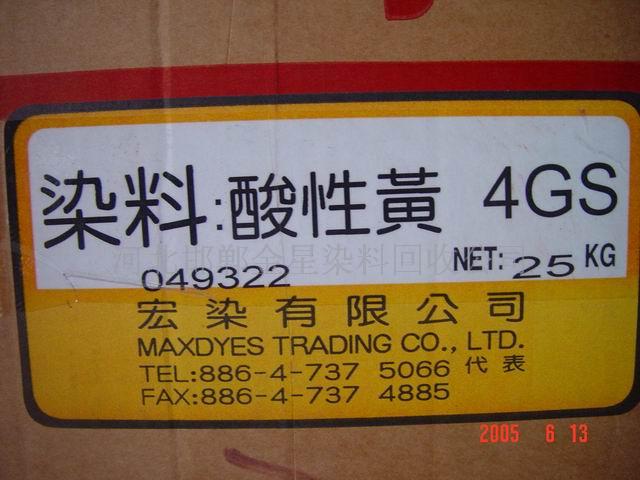 染料:酸性黃 4GS
河北邯郸金星染料回收
049322 NET: 25 KG
宏染有限公司
MAXDYES TRADING CO., LTD.
TEL:886-4-737 5066 代表
FAX:886-4-737 4885
2005 6 13